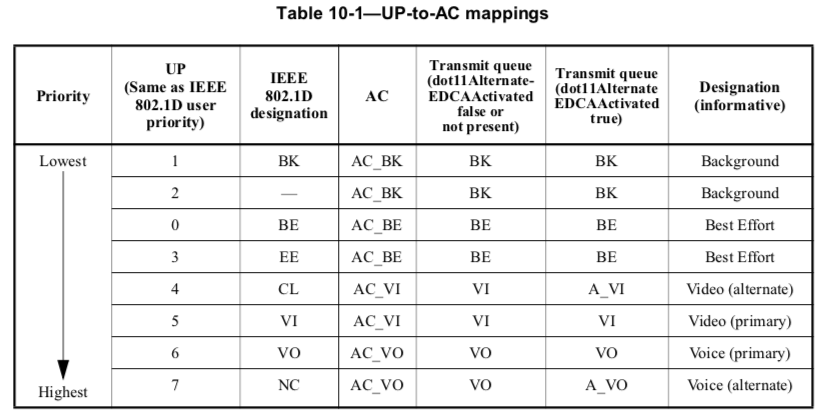 Table 10-1—UP-to-AC mappings
Priority
UP
(Same as IEEE
802.1D user
priority)
IEEE
802.1D
designation
AC
Transmit queue
(dot11Alternate-
EDCAActivated
false or
not present)
Transmit queue
(dot11Alternate
EDCAActivated
true)
Designation
(informative)
Lowest 1 BK AC_BK BK BK Background
2 — AC_BK BK BK Background
0 BE AC_BE BE BE Best Effort
3 EE AC_BE BE BE Best Effort
4 CL AC_VI VI A_VI Video (alternate)
5 VI AC_VI VI VI Video (primary)
6 VO AC_VO VO VO Voice (primary)
Highest 7 NC AC_VO VO A_VO Voice (alternate)